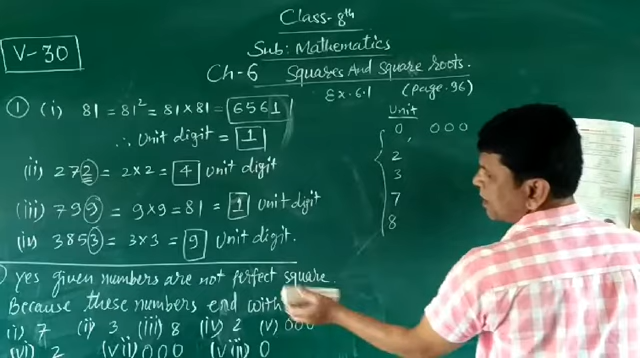 Class- 8th
V-30
Sub: Mathematics
Ch-6 Squares And Square roots.
Ex. 6.1 (Page. 96)
① (i) 81 = 81² = 81 × 81 = 6561
∴ Unit digit = 1
(ii) 272 = 2×2 = 4 Unit digit
(iii) 799 = 9×9 = 81 = 1 Unit digit
(iv) 3853 = 3×3 = 9 Unit digit.
Unit
0, 000
2
3
7
8
Yes given numbers are not perfect square.
Because these numbers end with
(i) 7 (ii) 3 (iii) 8 (iv) 2 (v) 000
(vi) 2 (vii) 000 (viii) 0